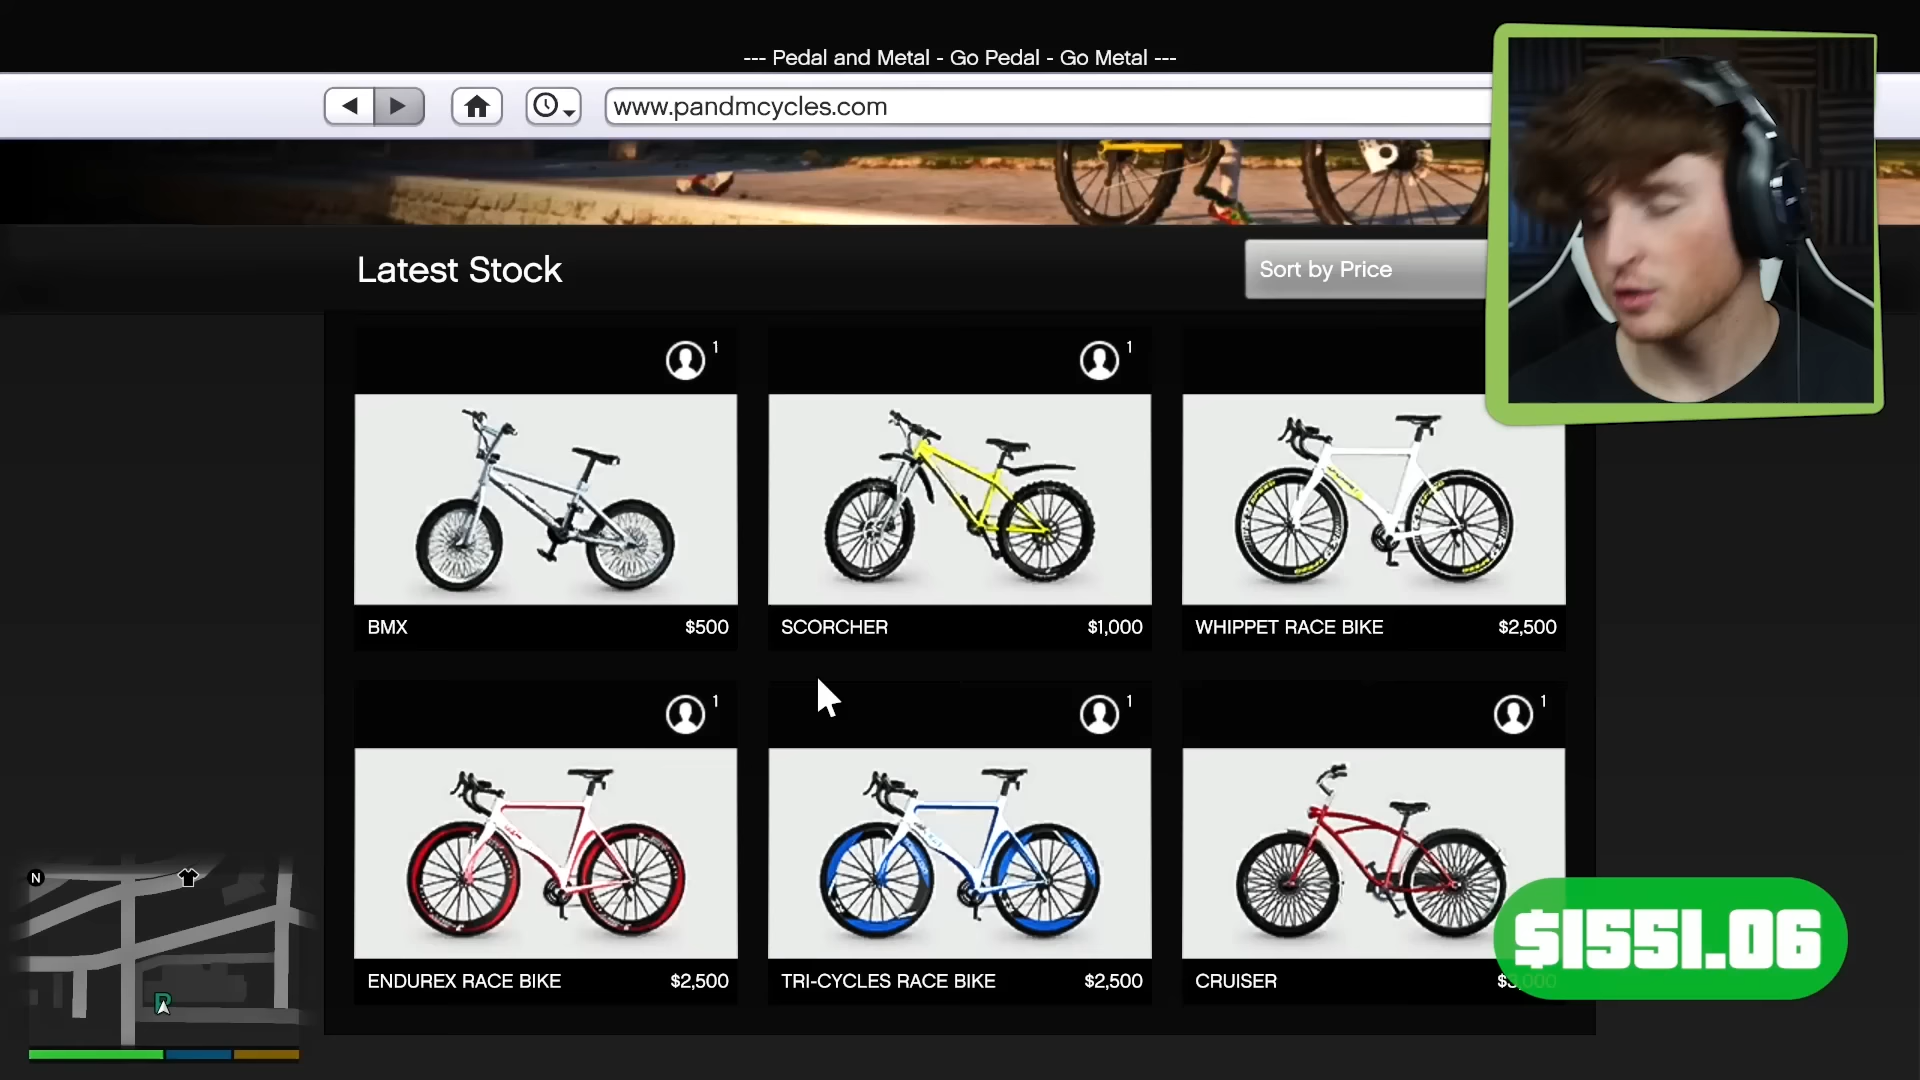 --- Pedal and Metal - Go Pedal - Go Metal ---
www.pandmcycles.com
Latest Stock
Sort by Price
1
1
BMX $500
SCORCHER $1,000
WHIPPET RACE BIKE $2,500
1
1
1
ENDUREX RACE BIKE $2,500
TRI-CYCLES RACE BIKE $2,500
CRUISER
$1551.06
N